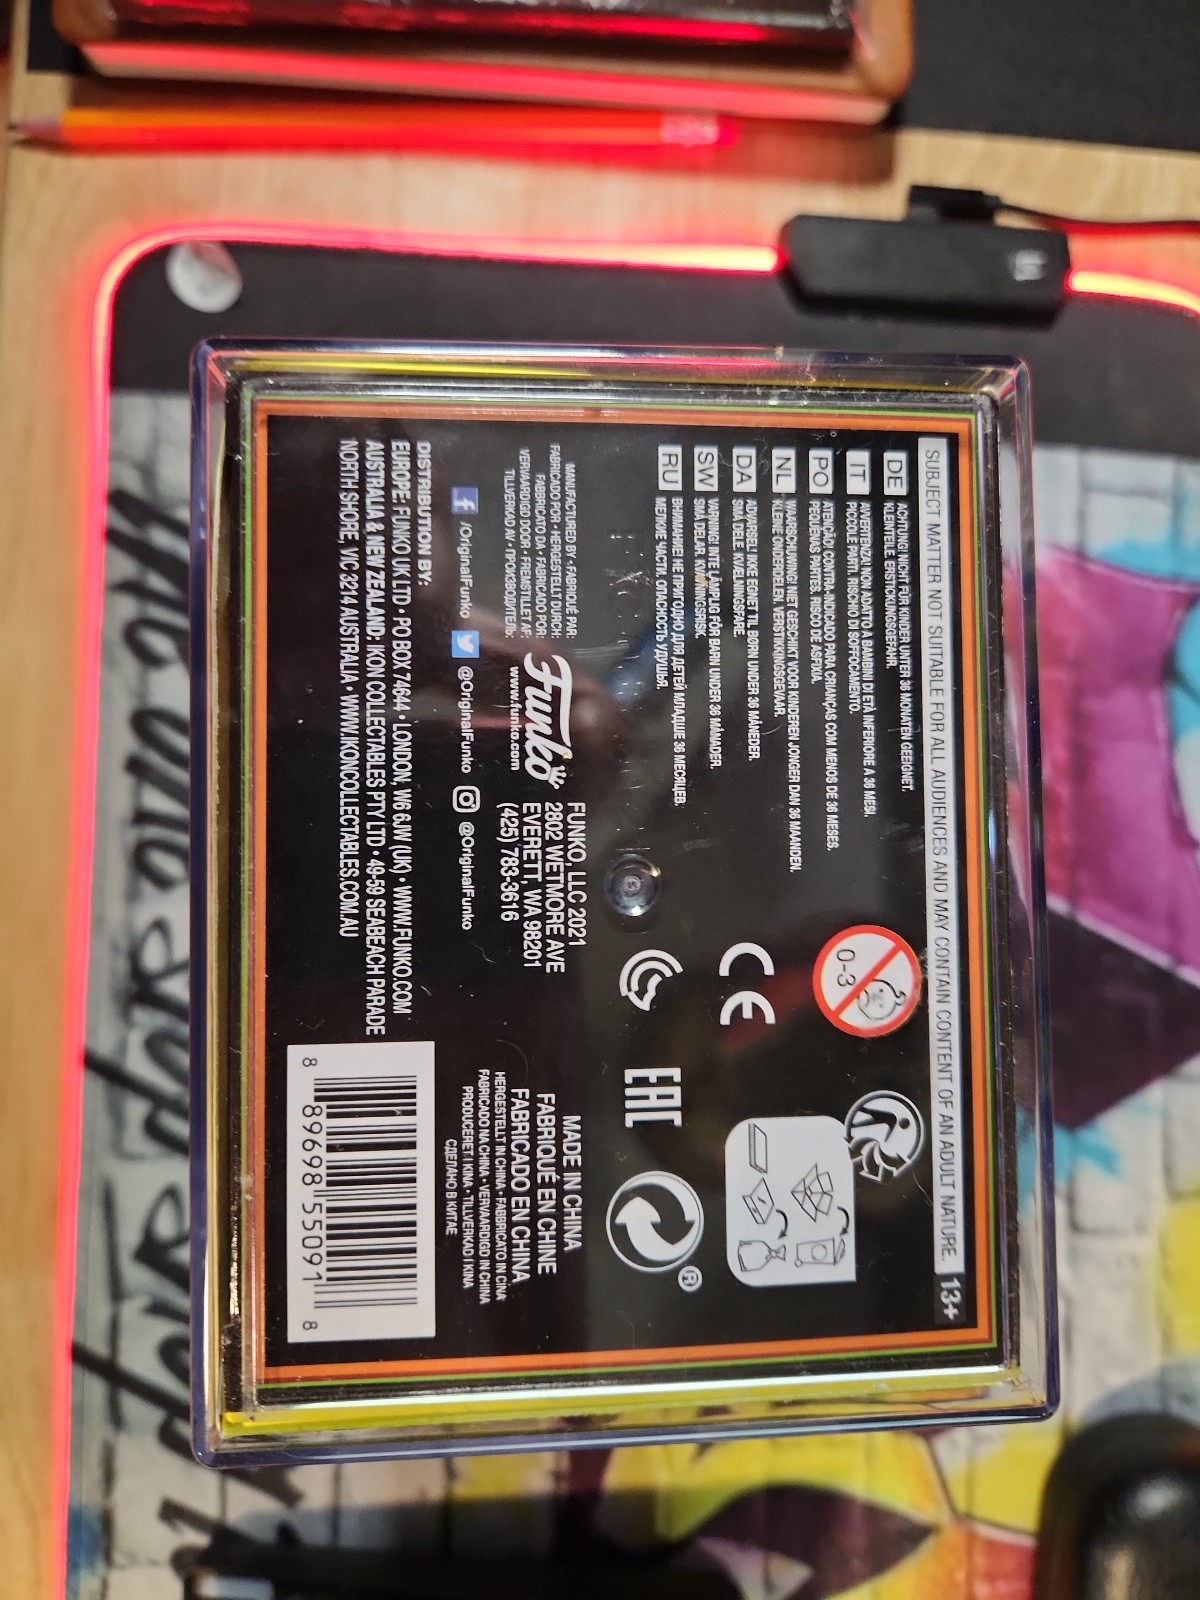 SUBJECT MATTER NOT SUITABLE FOR ALL AUDIENCES AND MAY CONTAIN CONTENT OF AN ADULT NATURE. 13+
DE ACHTUNG! NICHT FÜR KINDER UNTER 36 MONATEN GEEIGNET.
KLEINTEILE. ERSTICKUNGSGEFAHR.
IT AVVERTENZA! NON ADATTO A BAMBINI DI ETÀ INFERIORE A 36 MESI.
PICCOLE PARTI. RISCHIO DI SOFFOCAMENTO.
PO ATENÇÃO: CONTRA-INDICADO PARA CRIANÇAS COM MENOS DE 36 MESES.
PEQUENAS PARTES. RISCO DE ASFIXIA.
NL WAARSCHUWING! NIET GESCHIKT VOOR KINDEREN JONGER DAN 36 MAANDEN.
KLEINE ONDERDELEN. VERSTIKKINGSGEVAAR.
DA ADVARSEL! IKKE EGNET TIL BØRN UNDER 36 MÅNEDER.
SMÅ DELE. KVÆLNINGSFARE.
SW VARNING! INTE LÄMPLIG FÖR BARN UNDER 36 MÅNADER.
SMÅ DELAR. KVÄVNINGSRISK.
RU ВНИМАНИЕ! НЕ ПРИГОДНО ДЛЯ ДЕТЕЙ МЛАДШЕ 36 МЕСЯЦЕВ.
МЕЛКИЕ ЧАСТИ. ОПАСНОСТЬ УДУШЬЯ.
0-3
CE
EAC
®
MANUFACTURED BY • FABRIQUÉ PAR:
FABRICADO POR • HERGESTELLT DURCH:
FABRICATO DA • FABRICADO POR:
VERVAARDIGD DOOR • FREMSTILLET AF:
TILLVERKAD AV • ПРОИЗВОДИТЕЛЬ:
Funko
www.funko.com
FUNKO, LLC 2021
2802 WETMORE AVE
EVERETT, WA 98201
(425) 783-3616
MADE IN CHINA
FABRIQUÉ EN CHINE
FABRICADO EN CHINA
HERGESTELLT IN CHINA • FABBRICATO IN CINA
FABRICADO NA CHINA • VERVAARDIGD IN CHINA
PRODUCERET I KINA • TILLVERKAD I KINA
СДЕЛАНО В КИТАЕ
/OriginalFunko @OriginalFunko @OriginalFunko
DISTRIBUTION BY:
EUROPE: FUNKO UK LTD • PO BOX 74644 • LONDON, W6 6JW (UK) • WWW.FUNKO.COM
AUSTRALIA & NEW ZEALAND: IKON COLLECTABLES PTY LTD • 49-59 SEABEACH PARADE
NORTH SHORE, VIC 3214 AUSTRALIA • WWW.IKONCOLLECTABLES.COM.AU
8 89698 55091 8